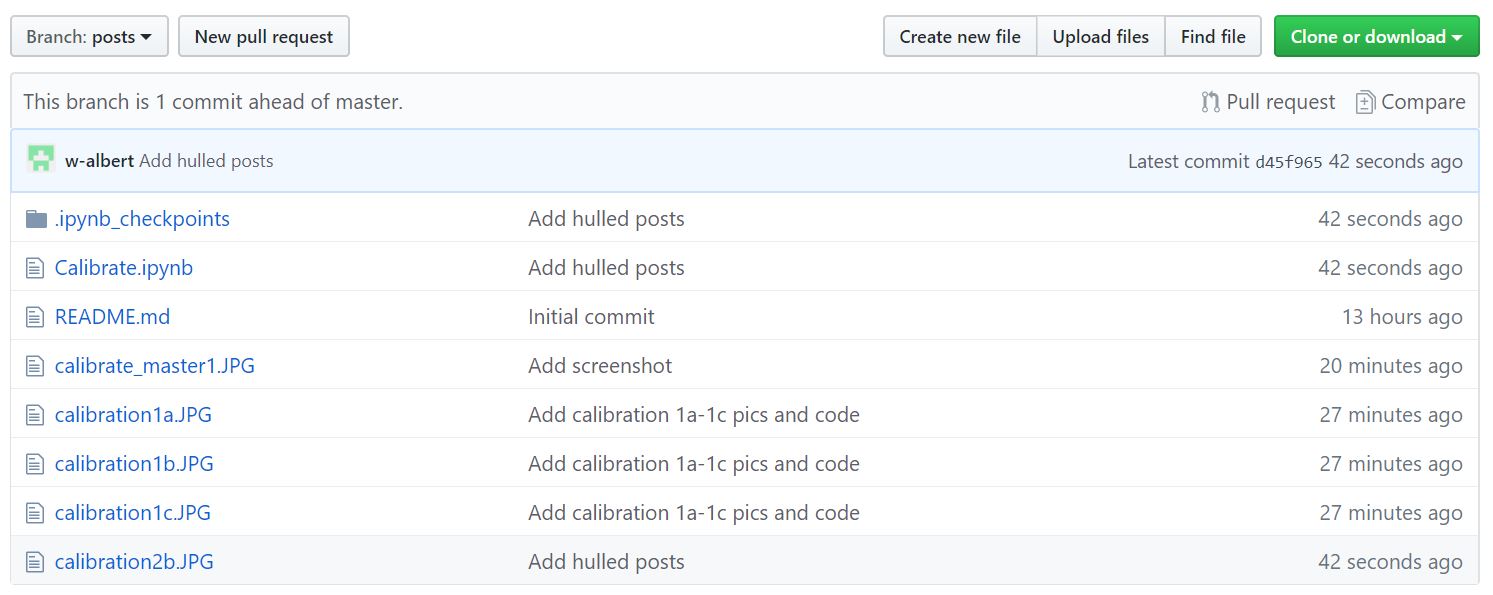 Branch: posts New pull request Create new file Upload files Find file Clone or download
This branch is 1 commit ahead of master. Pull request Compare
w-albert Add hulled posts Latest commit d45f965 42 seconds ago
.ipynb_checkpoints Add hulled posts 42 seconds ago
Calibrate.ipynb Add hulled posts 42 seconds ago
README.md Initial commit 13 hours ago
calibrate_master1.JPG Add screenshot 20 minutes ago
calibration1a.JPG Add calibration 1a-1c pics and code 27 minutes ago
calibration1b.JPG Add calibration 1a-1c pics and code 27 minutes ago
calibration1c.JPG Add calibration 1a-1c pics and code 27 minutes ago
calibration2b.JPG Add hulled posts 42 seconds ago